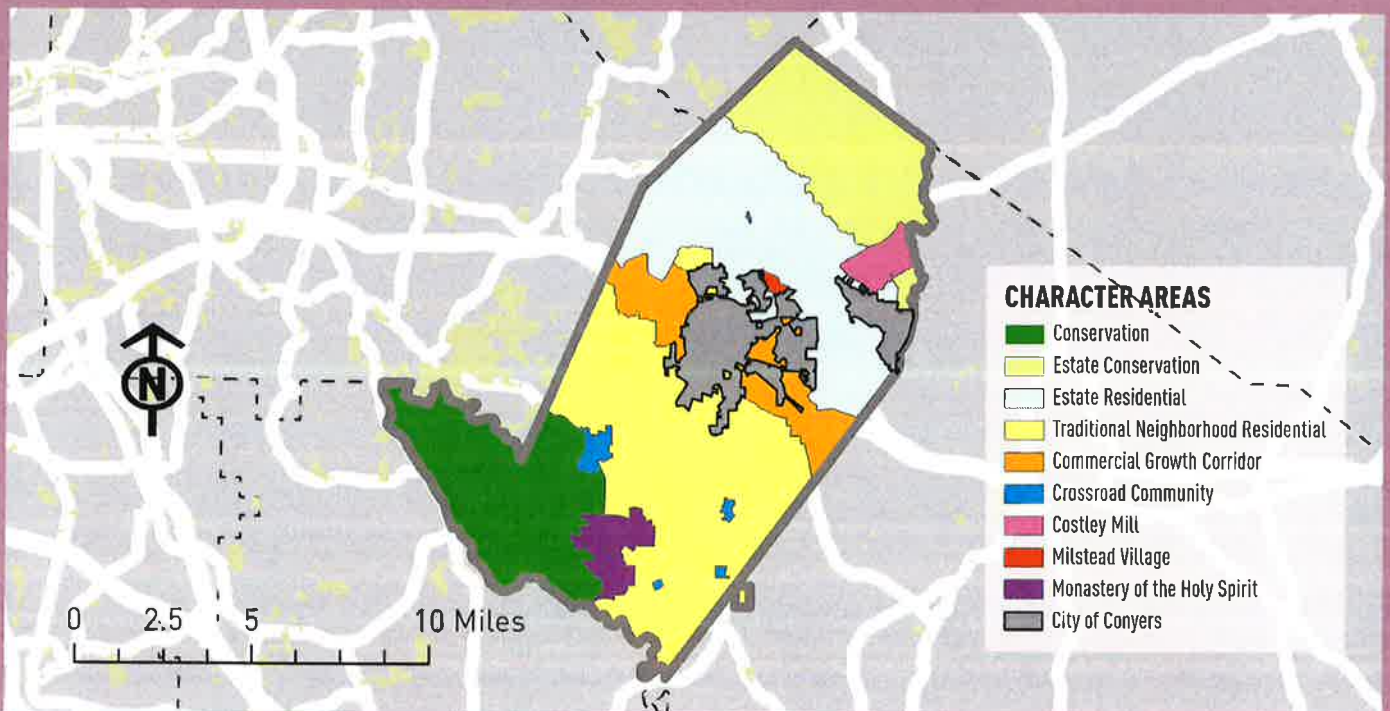 N
0 2.5 5 10 Miles
CHARACTER AREAS
Conservation
Estate Conservation
Estate Residential
Traditional Neighborhood Residential
Commercial Growth Corridor
Crossroad Community
Costley Mill
Milstead Village
Monastery of the Holy Spirit
City of Conyers